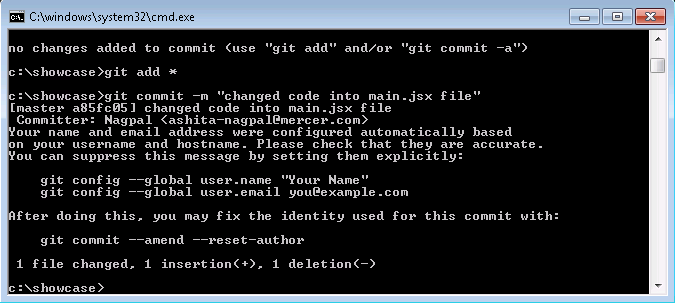 C:\windows\system32\cmd.exe
no changes added to commit (use "git add" and/or "git commit -a")
c:\showcase>git add *
c:\showcase>git commit -m "changed code into main.jsx file"
[master a85fc05] changed code into main.jsx file
 Committer: Nagpal <ashita-nagpal@mercer.com>
Your name and email address were configured automatically based
on your username and hostname. Please check that they are accurate.
You can suppress this message by setting them explicitly:
    git config --global user.name "Your Name"
    git config --global user.email you@example.com
After doing this, you may fix the identity used for this commit with:
    git commit --amend --reset-author
 1 file changed, 1 insertion(+), 1 deletion(-)
c:\showcase>